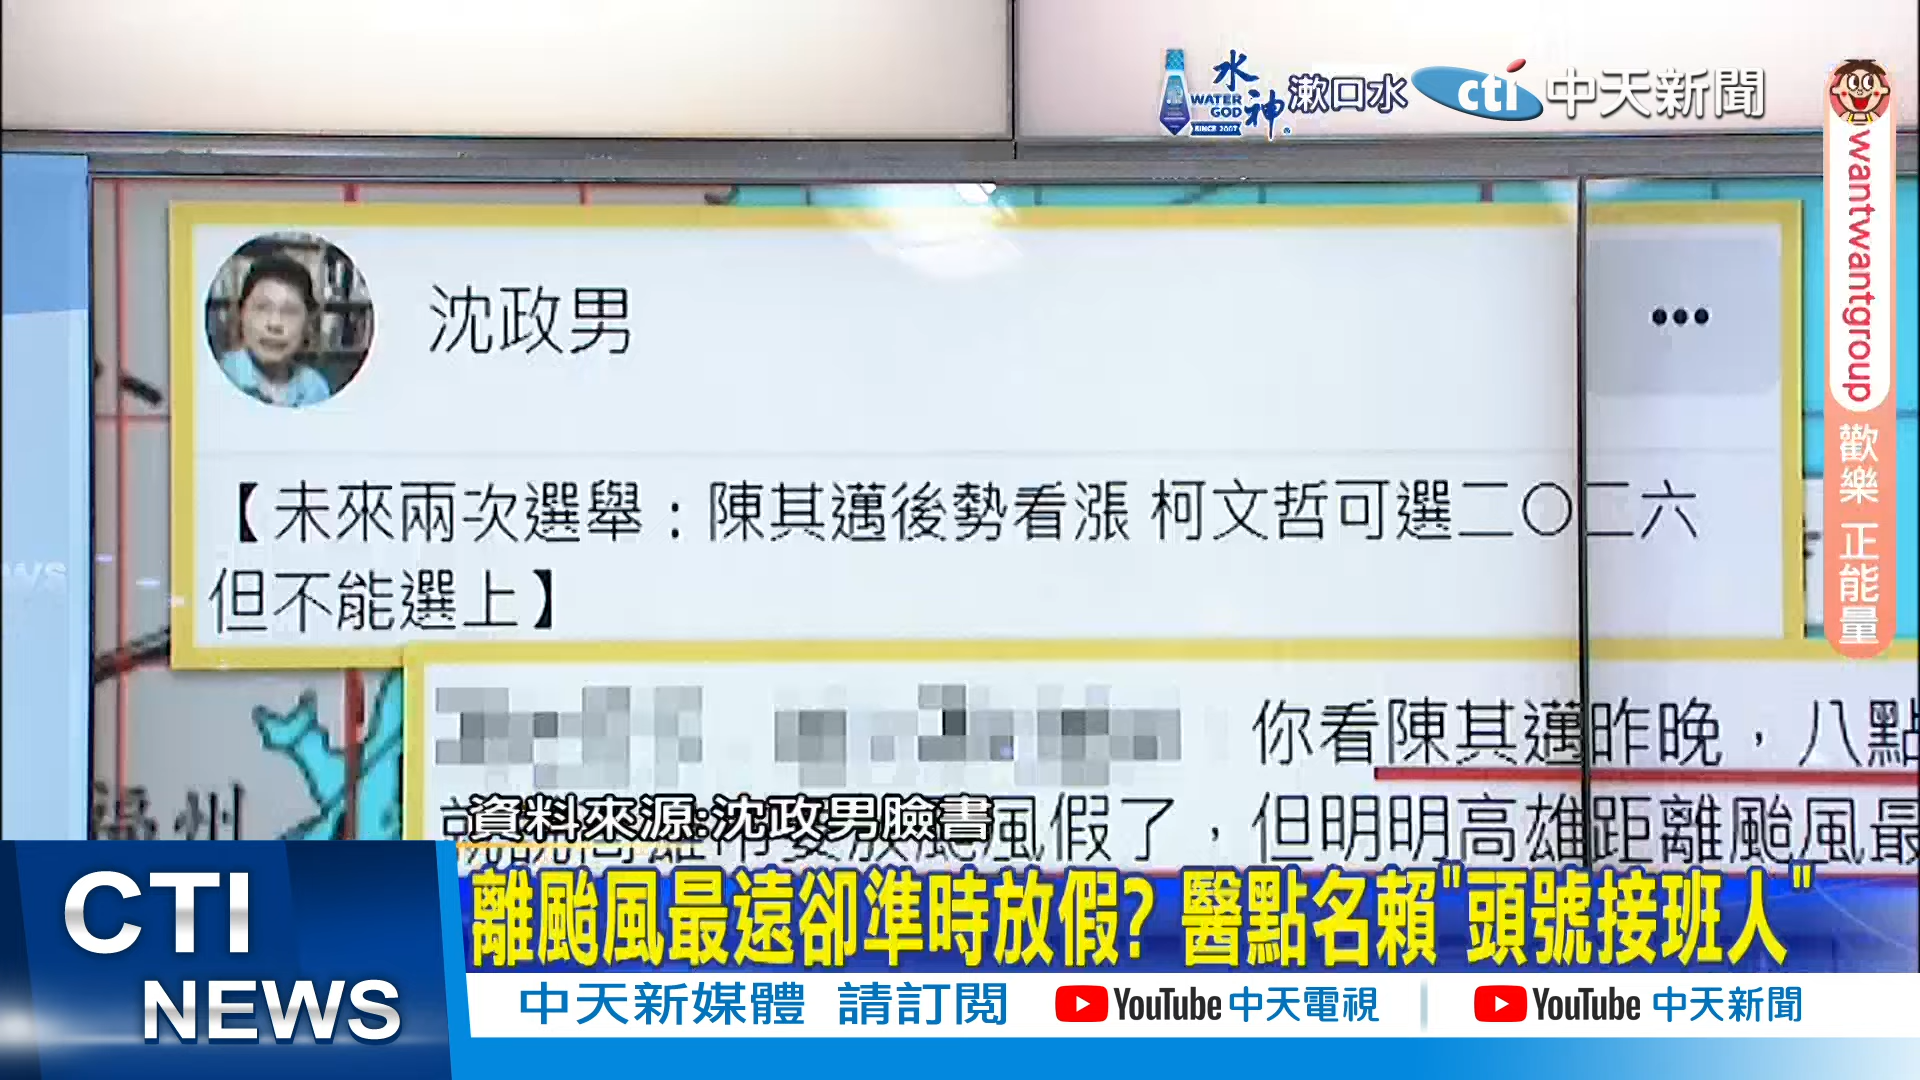 水神
WATER
GOD
SINCE 2007
漱口水
cti 中天新聞
wantwantgroup 歡樂 正能量
沈政男
【未來兩次選舉：陳其邁後勢看漲 柯文哲可選二〇二六
但不能選上】
你看陳其邁昨晚，八點
風假了，但明明高雄距離颱風最
資料來源:沈政男臉書
離颱風最遠卻準時放假? 醫點名賴"頭號接班人"
CTI
NEWS
中天新媒體 請訂閱 YouTube 中天電視 | YouTube 中天新聞